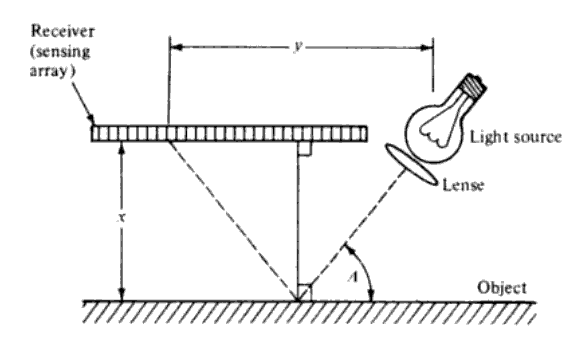 Receiver
(sensing
array)
y
Light source
Lense
x
A
Object